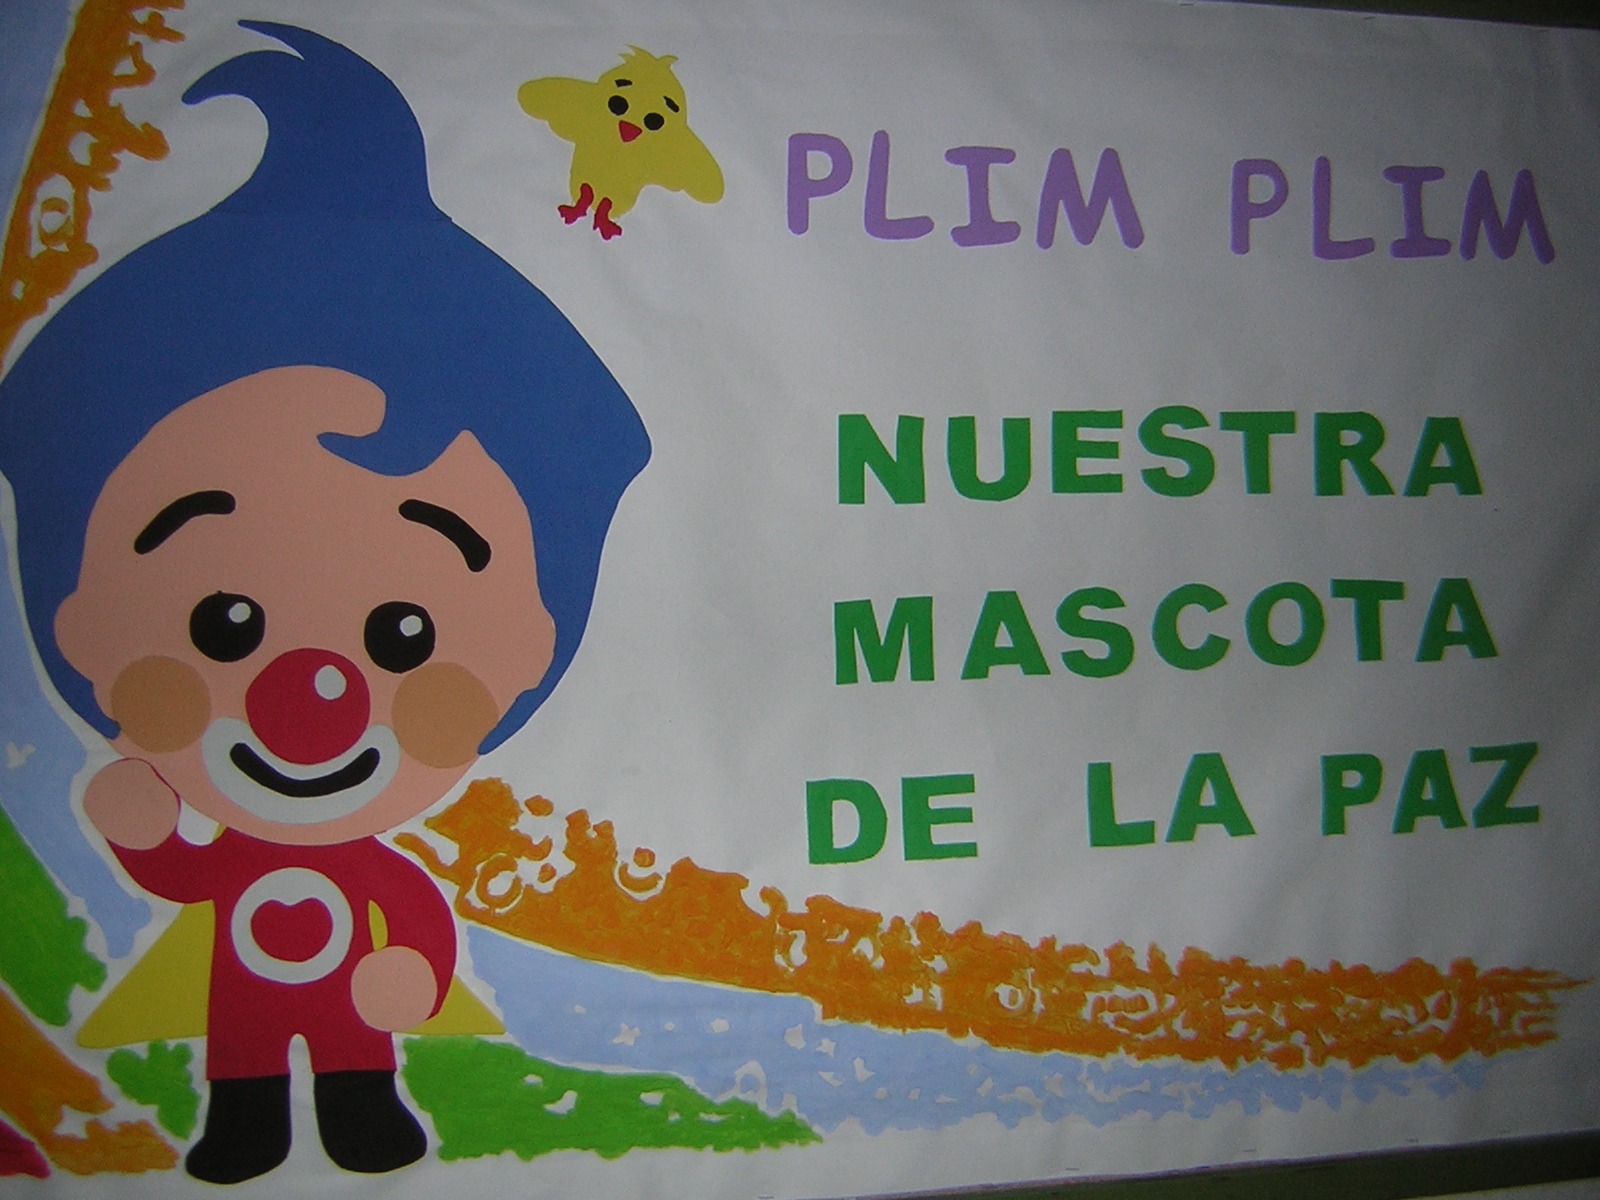 PLIM PLIM
NUESTRA
MASCOTA
DE LA PAZ